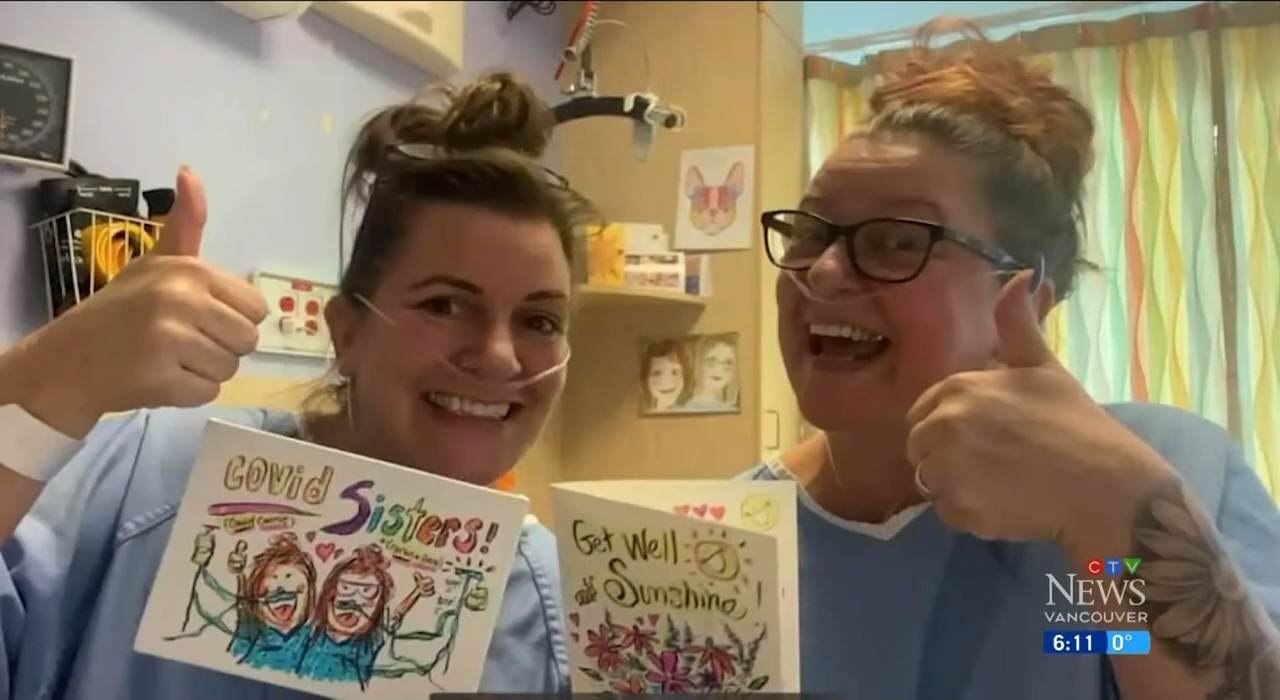 COVID
Sisters!
Get Well
Sunshine!
CTV
NEWS
VANCOUVER
6:11 0°